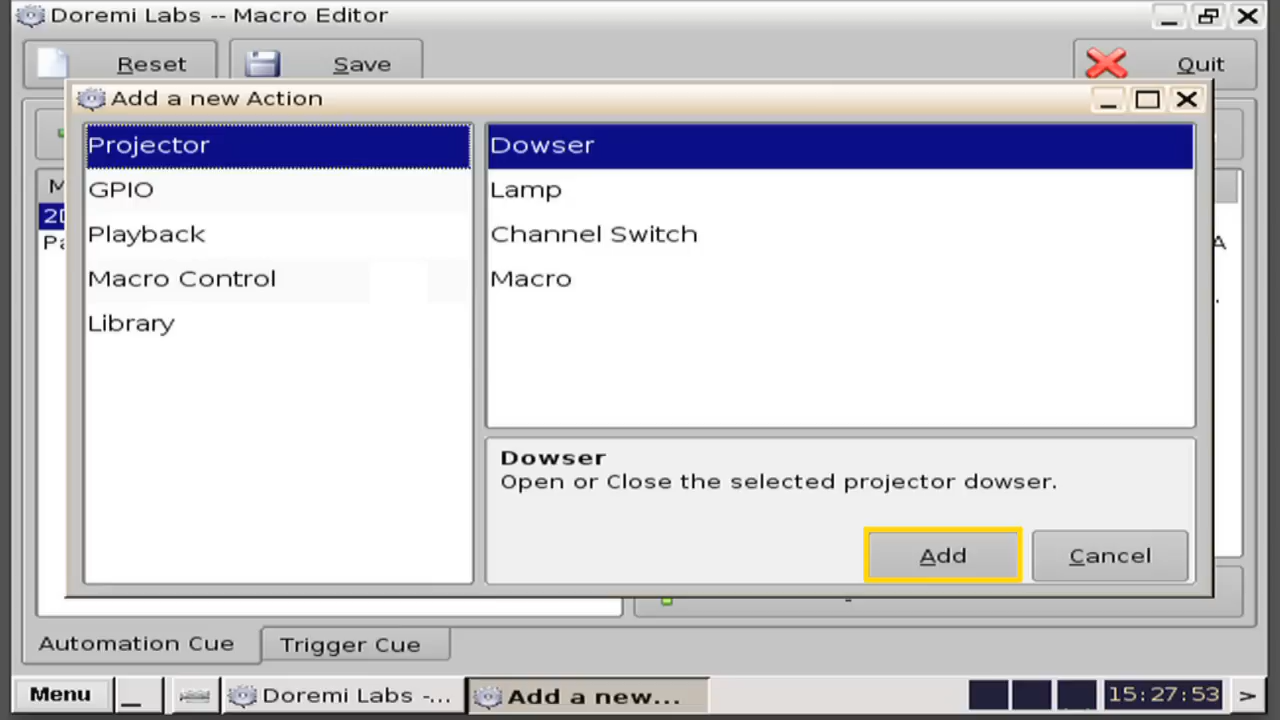 Doremi Labs -- Macro Editor
Reset
Save
Quit
Add a new Action
Projector
GPIO
Playback
Macro Control
Library
Dowser
Lamp
Channel Switch
Macro
Dowser
Open or Close the selected projector dowser.
Add
Cancel
Automation Cue
Trigger Cue
Menu
Doremi Labs -...
Add a new...
15:27:53
>